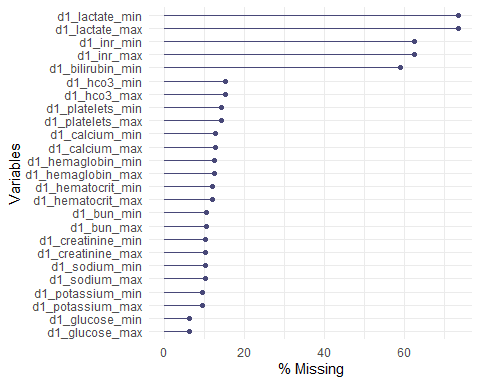 d1_lactate_min
d1_lactate_max
d1_inr_min
d1_inr_max
d1_bilirubin_min
d1_hco3_min
d1_hco3_max
d1_platelets_min
d1_platelets_max
d1_calcium_min
d1_calcium_max
d1_hemaglobin_min
d1_hemaglobin_max
d1_hematocrit_min
d1_hematocrit_max
d1_bun_min
d1_bun_max
d1_creatinine_min
d1_creatinine_max
d1_sodium_min
d1_sodium_max
d1_potassium_min
d1_potassium_max
d1_glucose_min
d1_glucose_max
Variables
0 20 40 60
% Missing